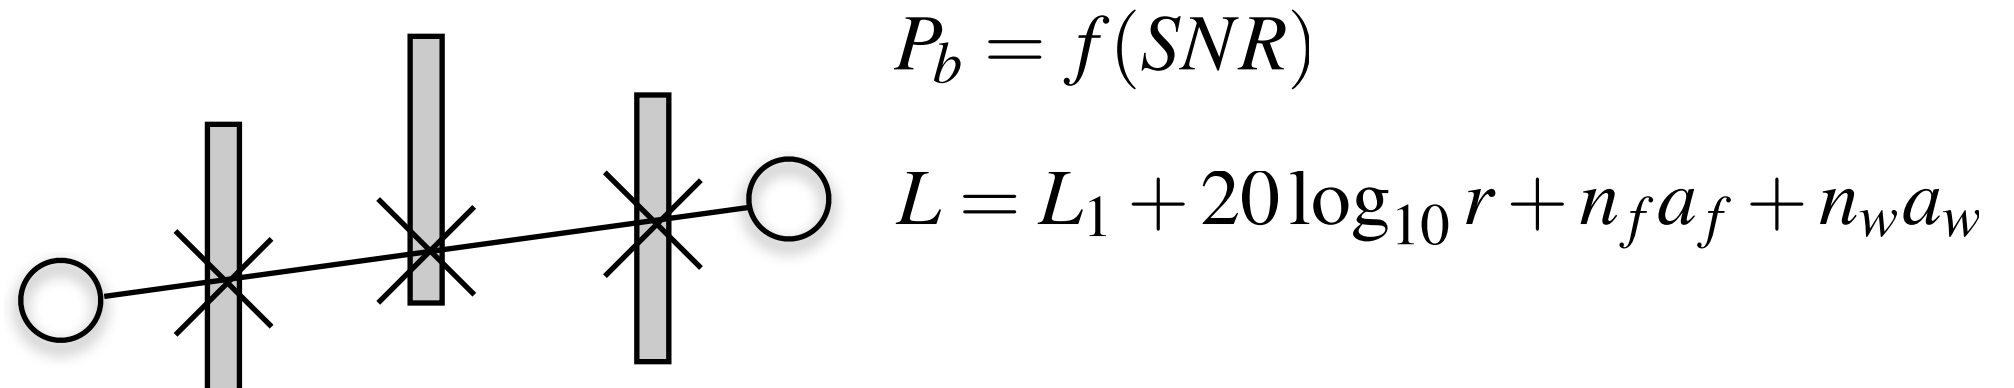 P_b = f(SNR)
L = L_1 + 20 log_10 r + n_f a_f + n_w a_w